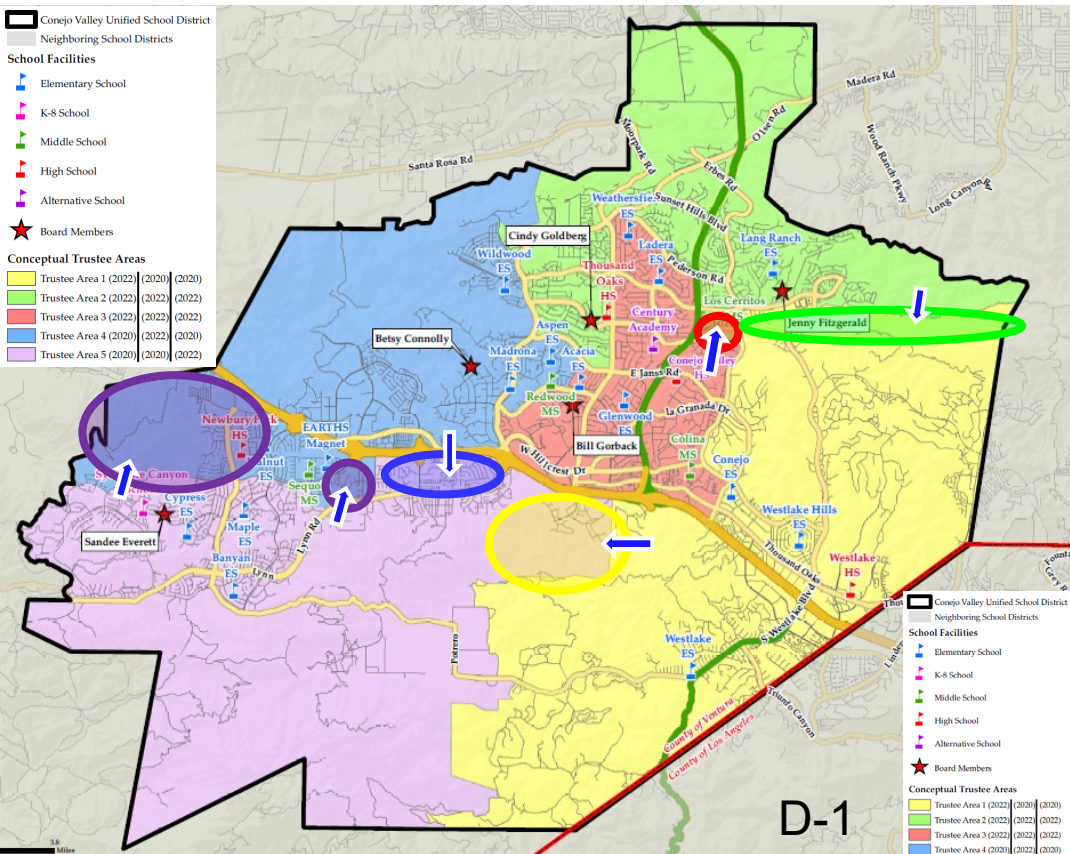 Conejo Valley Unified School District
Neighboring School Districts
School Facilities
Elementary School
K-8 School
Middle School
High School
Alternative School
Board Members
Conceptual Trustee Areas
Trustee Area 1 (2022) (2020) (2020)
Trustee Area 2 (2022) (2022) (2022)
Trustee Area 3 (2022) (2022) (2022)
Trustee Area 4 (2020) (2022) (2020)
Trustee Area 5 (2020) (2020) (2022)
Santa Rosa Rd
Moorpark Rd
Olsen Rd
Madera Rd
Wood Ranch Pkwy
Long Canyon
Erbes Rd
Sunset Hills Blvd
Weathersfie
ES
Cindy Goldberg
Ladera
ES
Lang Ranch
ES
Wildwood
ES
Pederson Rd
Thousand
Oaks
HS
Los Cerritos
MS
Century
Academy
Jenny Fitzgerald
Betsy Connolly
Aspen
ES
Madrona
ES
Acacia
ES
E Janss Rd
Conejo Valley
HS
Redwood
MS
Glenwood
ES
la Granada Dr
Bill Gorback
Newbury Park
HS
EARTHS
Magnet
W Hillcrest Dr
Colina
MS
Conejo
ES
Canyon
Walnut
ES
Sequoia
MS
Cypress
ES
Sandee Everett
Maple
ES
Banyan
ES
Lynn Rd
Lynn
Westlake Hills
ES
Thousand Oaks
Westlake
HS
Potrero
S Westlake Blvd
Westlake
ES
Triunfo Canyon
County of Ventura
County of Los Angeles
Conejo Valley Unified School District
Neighboring School Districts
School Facilities
Elementary School
K-8 School
Middle School
High School
Alternative School
Board Members
Conceptual Trustee Areas
Trustee Area 1 (2022) (2020) (2020)
Trustee Area 2 (2022) (2022) (2022)
Trustee Area 3 (2022) (2022) (2022)
Trustee Area 4 (2020) (2022) (2020)
D-1
3.6
Miles